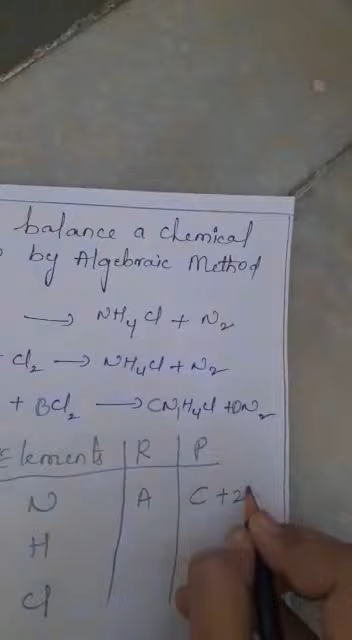 balance a chemical
by Algebraic Method
→ NH4Cl + N2
Cl2 → NH4Cl + N2
+ BCl2 → CNH4Cl + DN2
Elements R P
N A C + 2
H
Cl